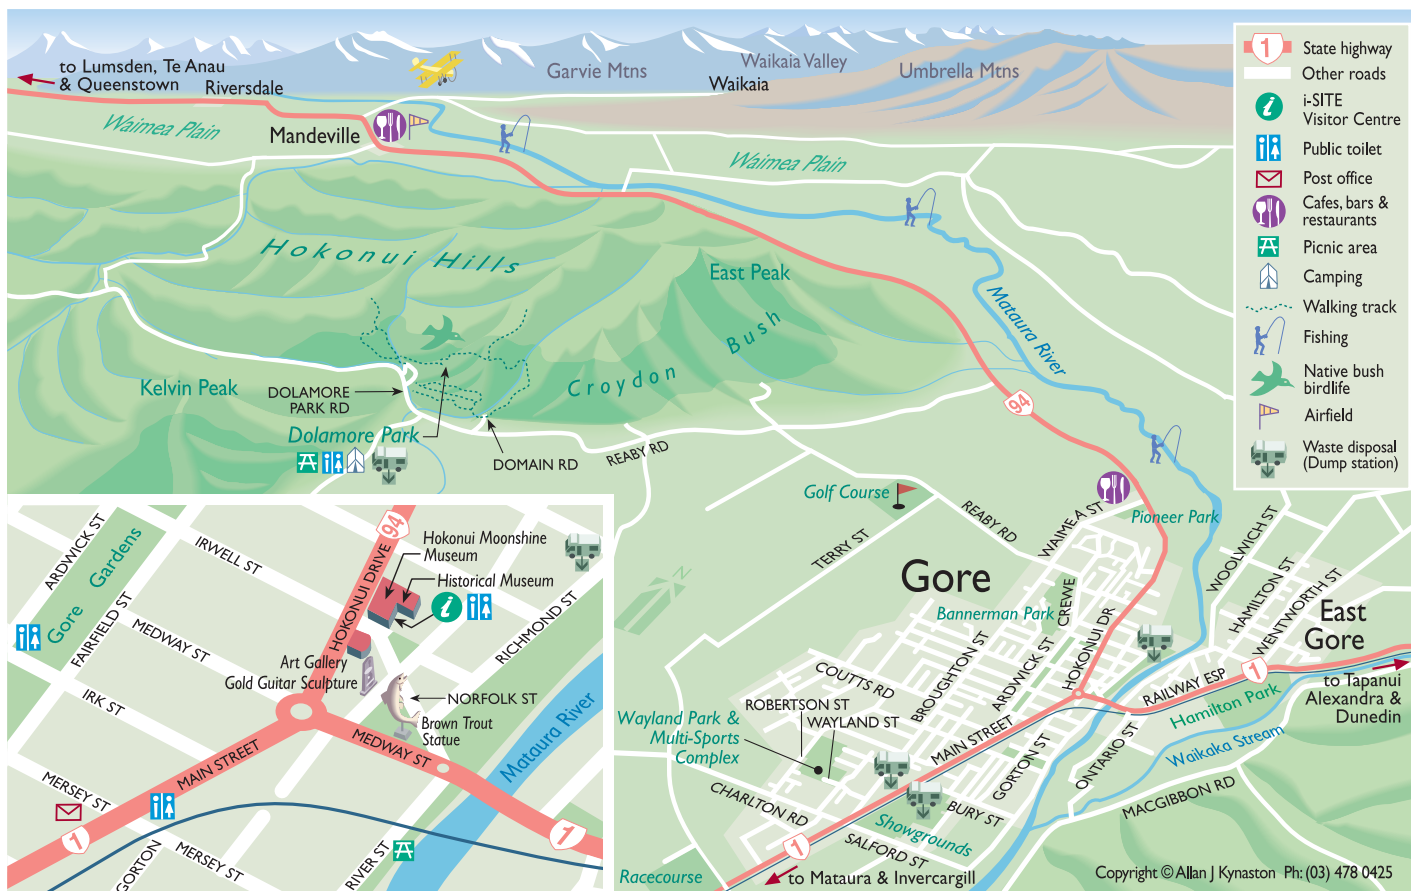 to Lumsden, Te Anau
& Queenstown
Riversdale
Garvie Mtns
Waikaia Valley
Waikaia
Umbrella Mtns
Waimea Plain
Mandeville
Waimea Plain
Hokonui Hills
East Peak
Mataura River
Croydon Bush
Kelvin Peak
DOLAMORE
PARK RD
Dolamore Park
DOMAIN RD
REABY RD
94
Golf Course
REABY RD
TERRY ST
WAIMEA ST
Pioneer Park
Gore
Bannerman Park
CREWE
HOKONUI DR
ARDWICK ST
BROUGHTON ST
COUTTS RD
ROBERTSON ST
WAYLAND ST
Wayland Park &
Multi-Sports
Complex
MAIN STREET
GORTON ST
ONTARIO ST
RAILWAY ESP
WOOLWICH ST
HAMILTON ST
WENTWORTH ST
East
Gore
1
Hamilton Park
to Tapanui
Alexandra &
Dunedin
Waikaka Stream
MACGIBBON RD
BURY ST
Showgrounds
CHARLTON RD
SALFORD ST
1
Racecourse
to Mataura & Invercargill
Copyright © Allan J Kynaston Ph: (03) 478 0425
1
State highway
Other roads
i
i-SITE
Visitor Centre
Public toilet
Post office
Cafes, bars &
restaurants
Picnic area
Camping
Walking track
Fishing
Native bush
birdlife
Airfield
Waste disposal
(Dump station)
N
ARDWICK ST
Gore Gardens
FAIRFIELD ST
IRWELL ST
94
HOKONUI DRIVE
Hokonui Moonshine
Museum
Historical Museum
i
RICHMOND ST
MEDWAY ST
Art Gallery
Gold Guitar Sculpture
NORFOLK ST
Brown Trout
Statue
IRK ST
MAIN STREET
MEDWAY ST
Mataura River
MERSEY ST
1
1
MERSEY ST
GORTON
RIVER ST